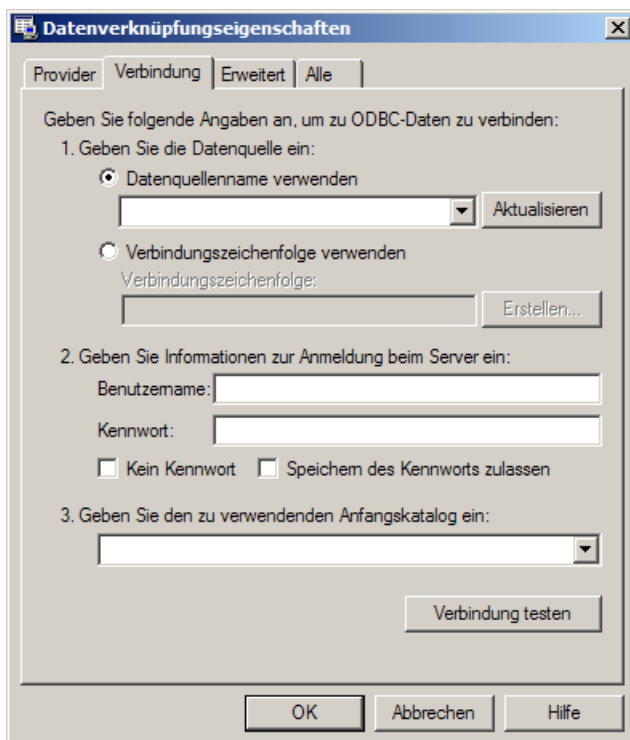 Datenverknüpfungseigenschaften
Provider Verbindung Erweitert Alle
Geben Sie folgende Angaben an, um zu ODBC-Daten zu verbinden:
1. Geben Sie die Datenquelle ein:
Datenquellenname verwenden
Aktualisieren
Verbindungszeichenfolge verwenden
Verbindungszeichenfolge:
Erstellen...
2. Geben Sie Informationen zur Anmeldung beim Server ein:
Benutzername:
Kennwort:
Kein Kennwort Speichern des Kennworts zulassen
3. Geben Sie den zu verwendenden Anfangskatalog ein:
Verbindung testen
OK Abbrechen Hilfe